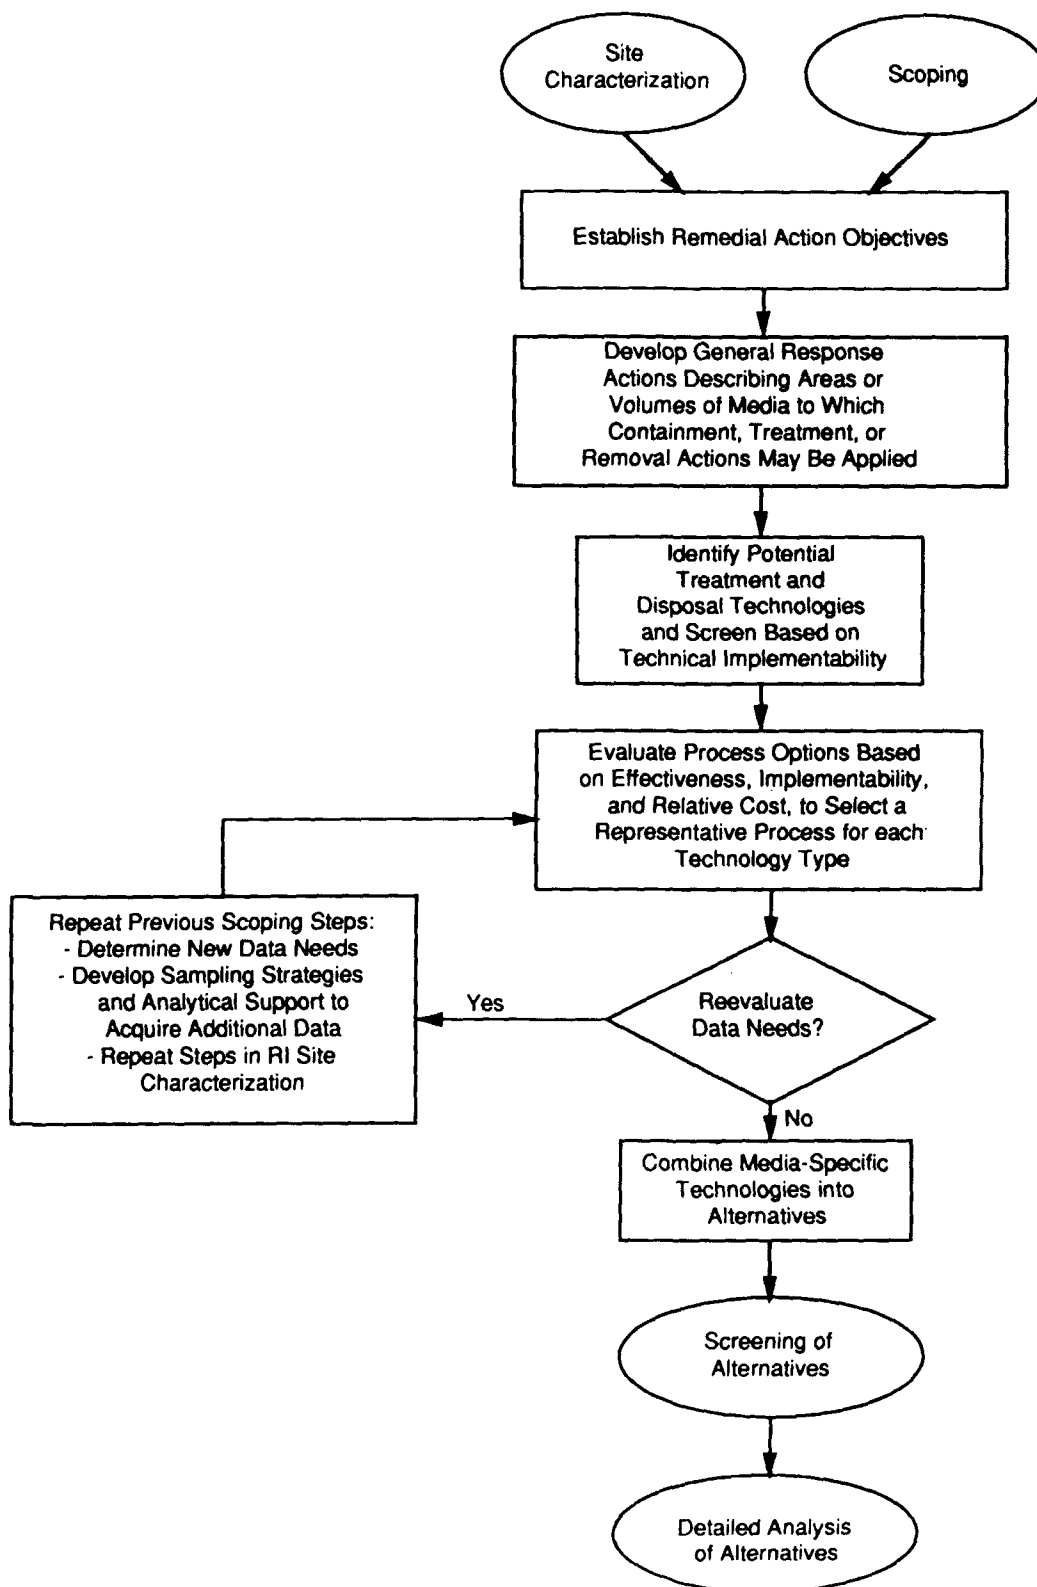 Site
Characterization
Scoping
Establish Remedial Action Objectives
Develop General Response
Actions Describing Areas or
Volumes of Media to Which
Containment, Treatment, or
Removal Actions May Be Applied
Identify Potential
Treatment and
Disposal Technologies
and Screen Based on
Technical Implementability
Evaluate Process Options Based
on Effectiveness, Implementability,
and Relative Cost, to Select a
Representative Process for each
Technology Type
Repeat Previous Scoping Steps:
- Determine New Data Needs
- Develop Sampling Strategies
and Analytical Support to
Acquire Additional Data
- Repeat Steps in RI Site
Characterization
Yes
Reevaluate
Data Needs?
No
Combine Media-Specific
Technologies into
Alternatives
Screening of
Alternatives
Detailed Analysis
of Alternatives